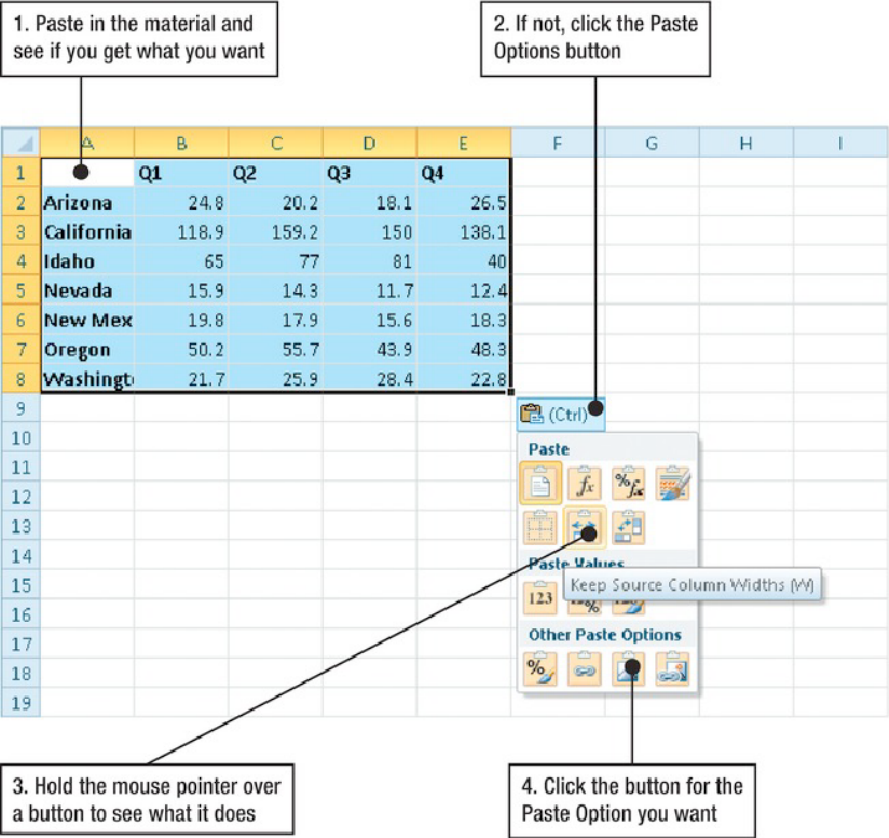 1. Paste in the material and
see if you get what you want
2. If not, click the Paste
Options button
A B C D E F G H I
1 Q1 Q2 Q3 Q4
2 Arizona 24.8 20.2 18.1 26.5
3 California 118.9 159.2 150 138.1
4 Idaho 65 77 81 40
5 Nevada 15.9 14.3 11.7 12.4
6 New Mex 19.8 17.9 15.6 18.3
7 Oregon 50.2 55.7 43.9 48.3
8 Washingt 21.7 25.9 28.4 22.8
9 (Ctrl)
10 Paste
11
12 fx % fx
13
14 Paste Values
15 Keep Source Column Widths (W)
16 123 %
17 Other Paste Options
18 %
19
3. Hold the mouse pointer over
a button to see what it does
4. Click the button for the
Paste Option you want